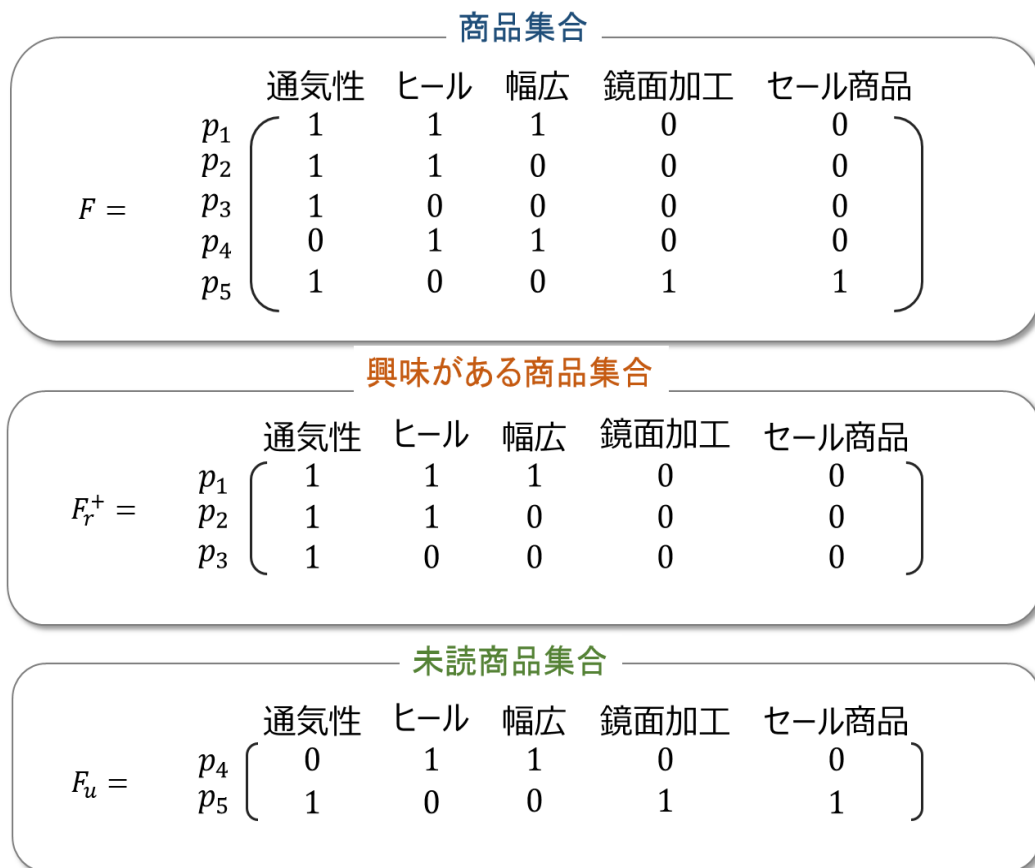 商品集合
通気性 ヒール 幅広 鏡面加工 セール商品
p₁ 1 1 1 0 0
p₂ 1 1 0 0 0
F = p₃ 1 0 0 0 0
p₄ 0 1 1 0 0
p₅ 1 0 0 1 1
興味がある商品集合
通気性 ヒール 幅広 鏡面加工 セール商品
p₁ 1 1 1 0 0
Fᵣ⁺ = p₂ 1 1 0 0 0
p₃ 1 0 0 0 0
未読商品集合
通気性 ヒール 幅広 鏡面加工 セール商品
p₄ 0 1 1 0 0
Fᵤ = p₅ 1 0 0 1 1